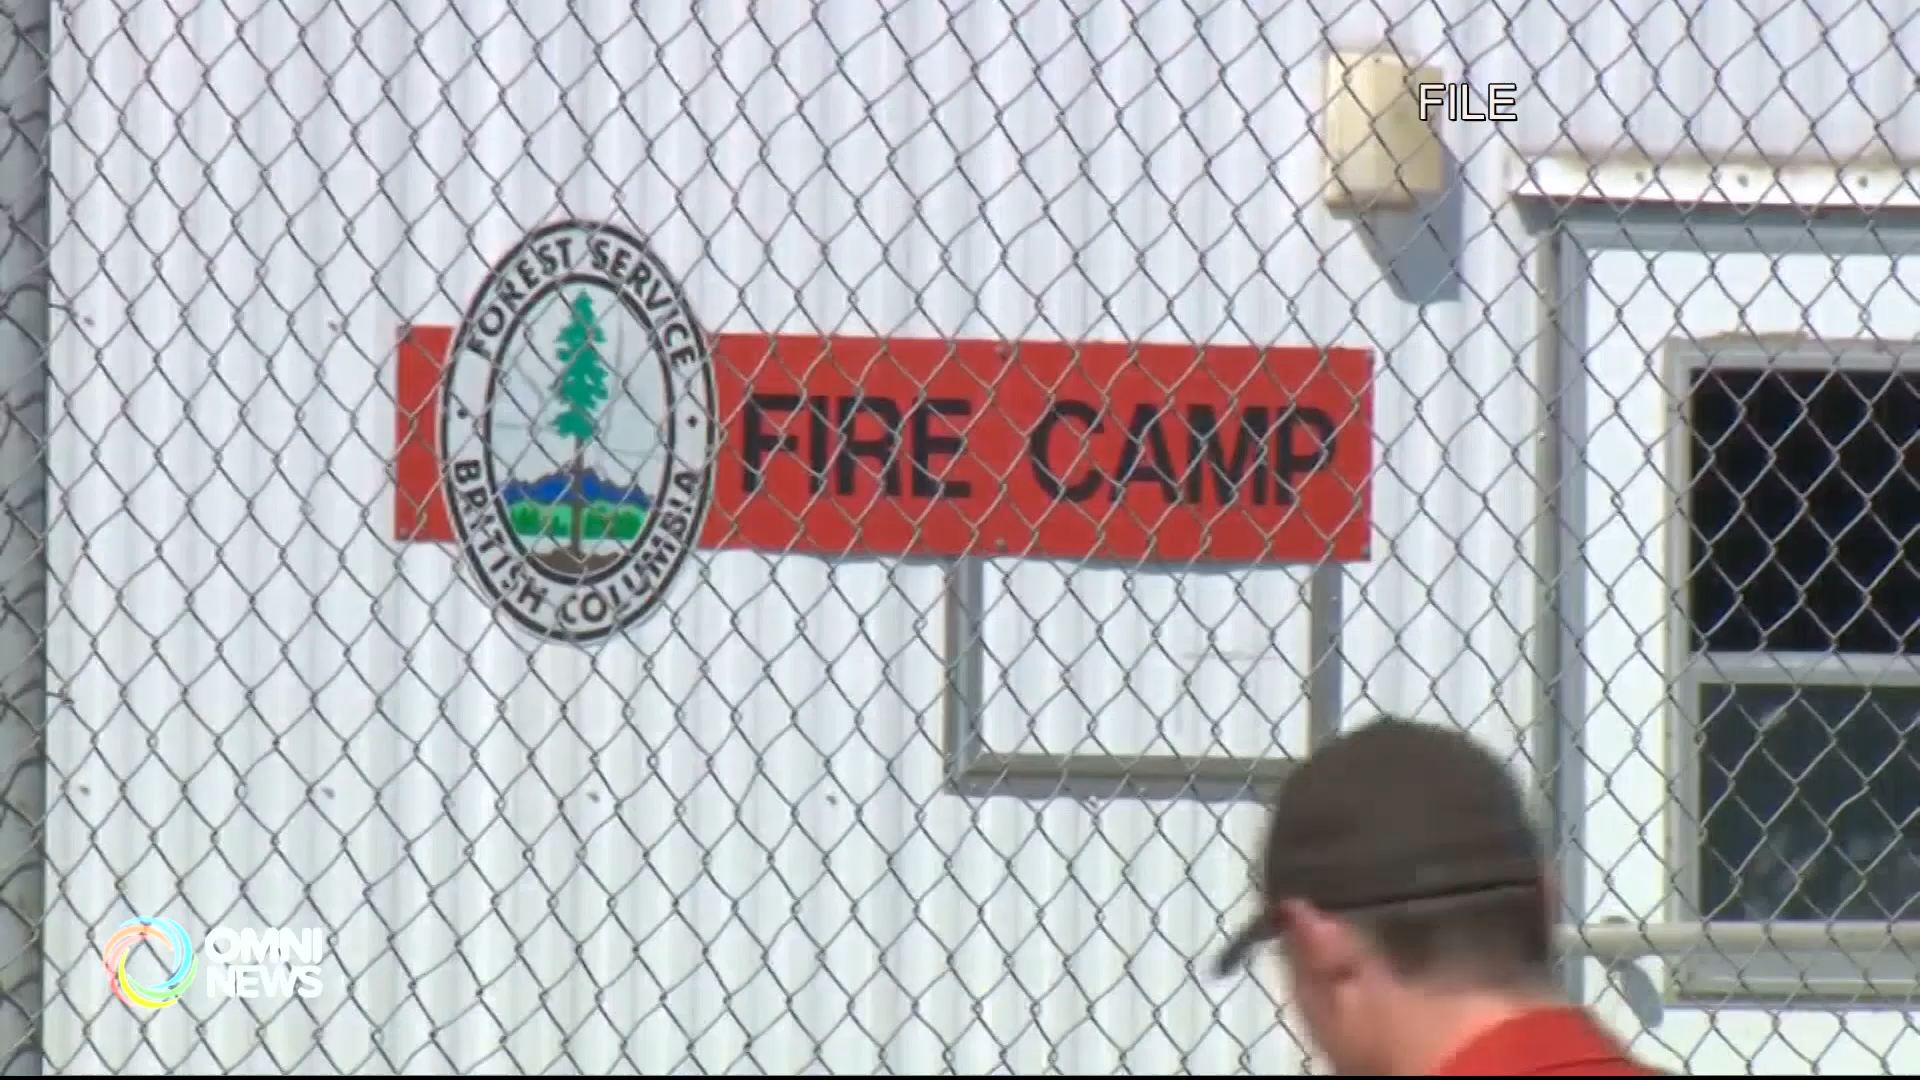 FILE
FOREST SERVICE
BRITISH COLUMBIA
FIRE CAMP
OMNI
NEWS